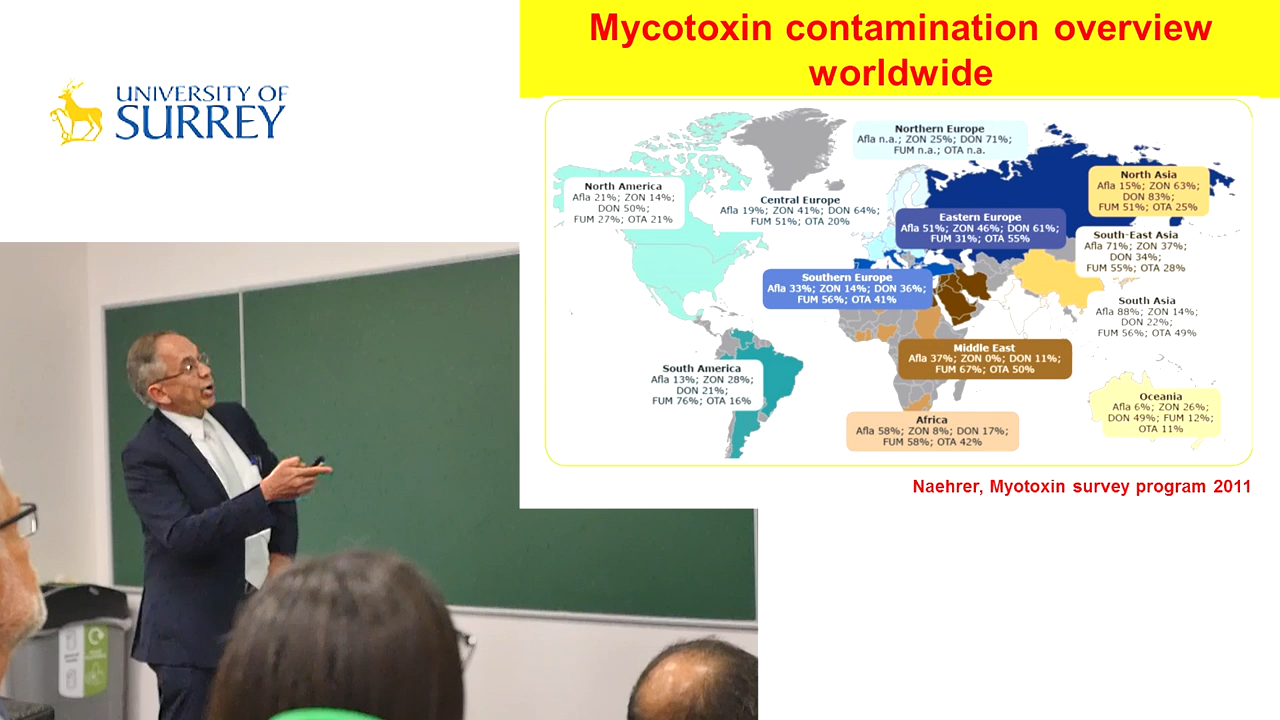 UNIVERSITY OF
SURREY
Mycotoxin contamination overview
worldwide
Northern Europe
Afla n.a.; ZON 25%; DON 71%;
FUM n.a.; OTA n.a.
North America
Afla 21%; ZON 14%;
DON 50%;
FUM 27%; OTA 21%
Central Europe
Afla 19%; ZON 41%; DON 64%;
FUM 51%; OTA 20%
North Asia
Afla 15%; ZON 63%;
DON 83%;
FUM 51%; OTA 25%
Eastern Europe
Afla 51%; ZON 46%; DON 61%;
FUM 31%; OTA 55%
South-East Asia
Afla 71%; ZON 37%;
DON 34%;
FUM 55%; OTA 28%
Southern Europe
Afla 33%; ZON 14%; DON 36%;
FUM 56%; OTA 41%
South Asia
Afla 88%; ZON 14%;
DON 22%;
FUM 56%; OTA 49%
Middle East
Afla 37%; ZON 0%; DON 11%;
FUM 67%; OTA 50%
South America
Afla 13%; ZON 28%;
DON 21%;
FUM 76%; OTA 16%
Oceania
Afla 6%; ZON 26%;
DON 49%; FUM 12%;
OTA 11%
Africa
Afla 58%; ZON 8%; DON 17%;
FUM 58%; OTA 42%
Naehrer, Myotoxin survey program 2011